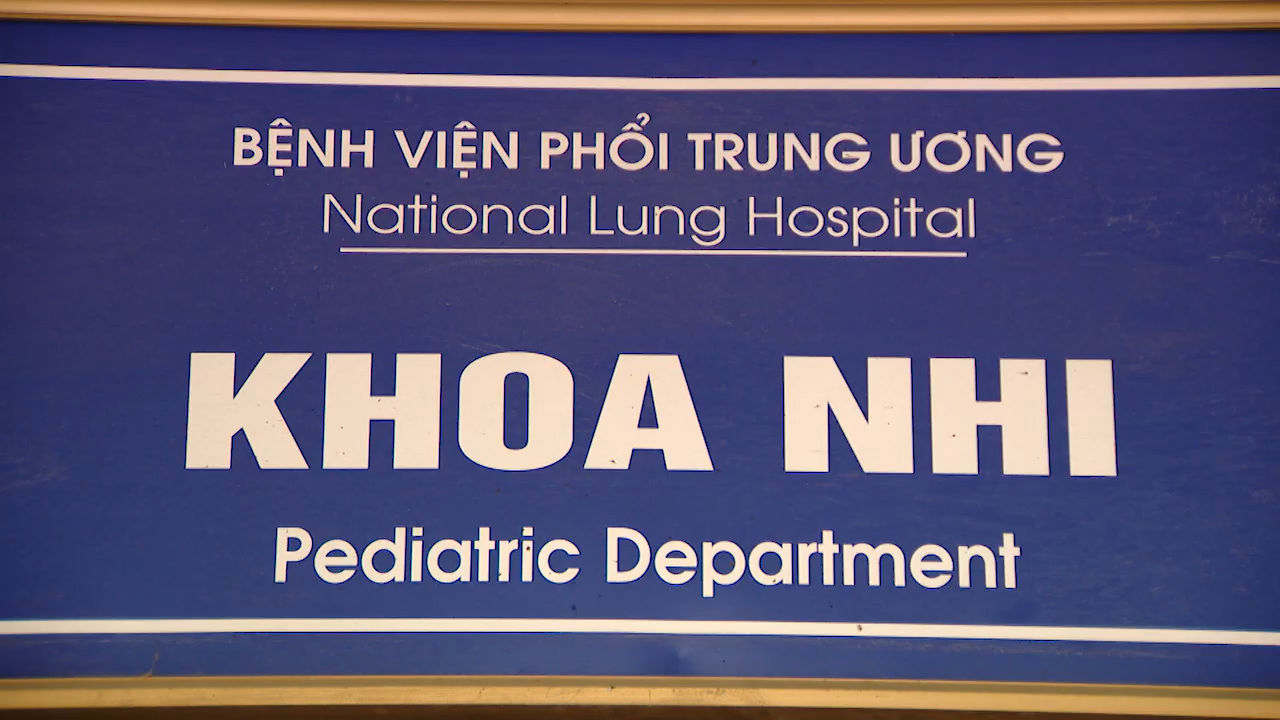 BỆNH VIỆN PHỔI TRUNG ƯƠNG
National Lung Hospital
KHOA NHI
Pediatric Department